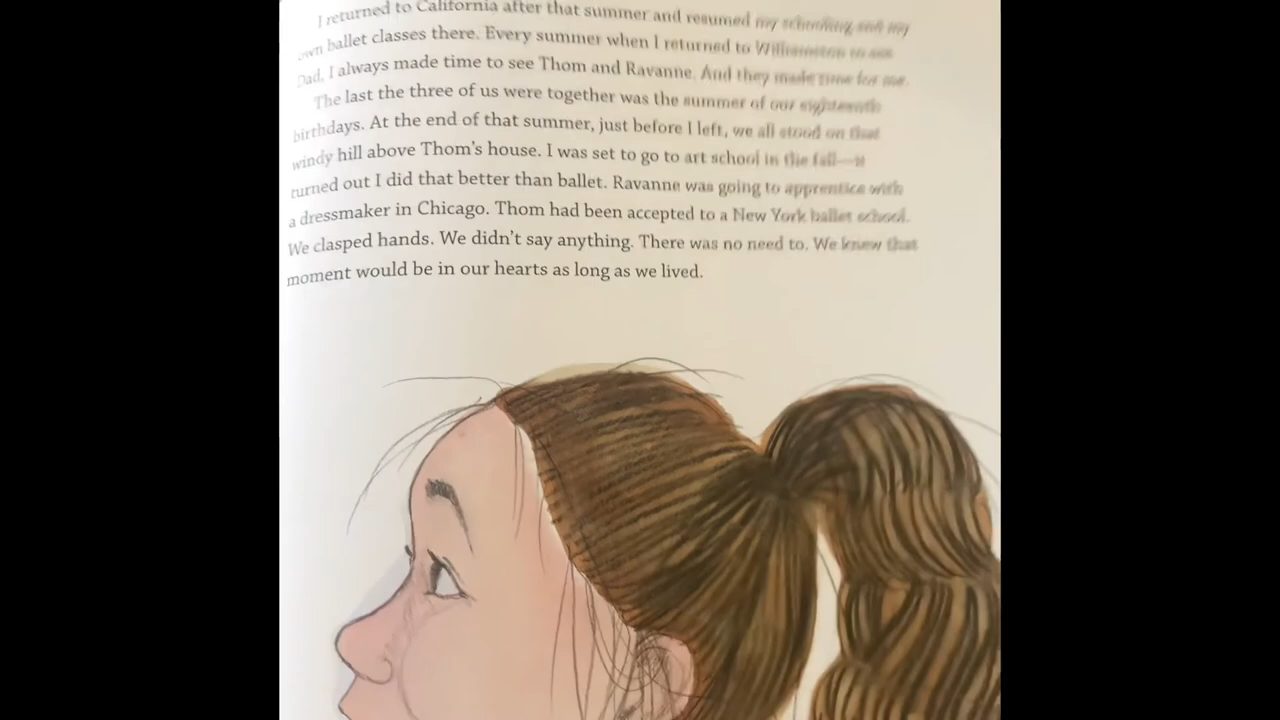 I returned to California after that summer and resumed my schooling and my
own ballet classes there. Every summer when I returned to Williamston to see
Dad, I always made time to see Thom and Ravanne. And they made time for me.
The last the three of us were together was the summer of our eighteenth
birthdays. At the end of that summer, just before I left, we all stood on that
windy hill above Thom's house. I was set to go to art school in the fall—it
turned out I did that better than ballet. Ravanne was going to apprentice with
a dressmaker in Chicago. Thom had been accepted to a New York ballet school.
We clasped hands. We didn't say anything. There was no need to. We knew that
moment would be in our hearts as long as we lived.